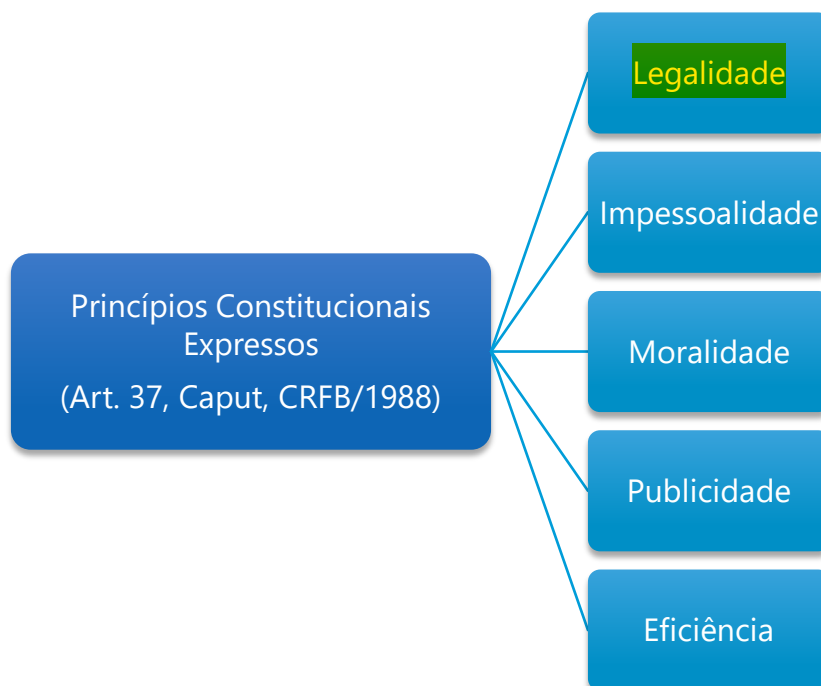 Princípios Constitucionais
Expressos
(Art. 37, Caput, CRFB/1988)
Legalidade
Impessoalidade
Moralidade
Publicidade
Eficiência